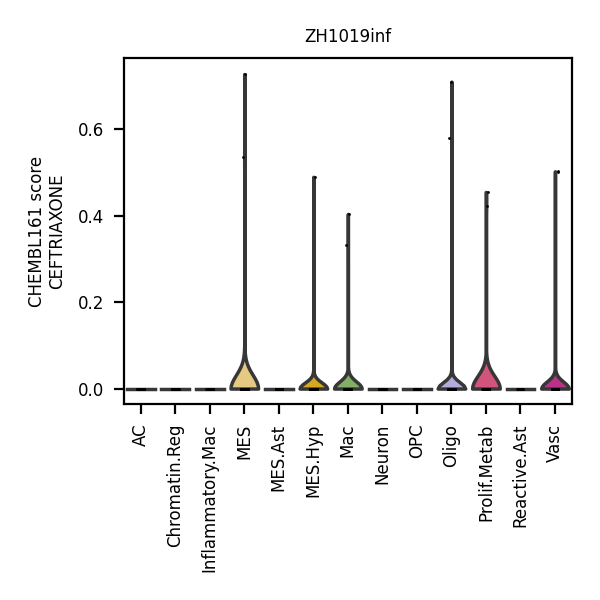 ZH1019inf
CHEMBL161 score
CEFTRIAXONE
0.6
0.4
0.2
0.0
AC
Chromatin.Reg
Inflammatory.Mac
MES
MES.Ast
MES.Hyp
Mac
Neuron
OPC
Oligo
Prolif.Metab
Reactive.Ast
Vasc